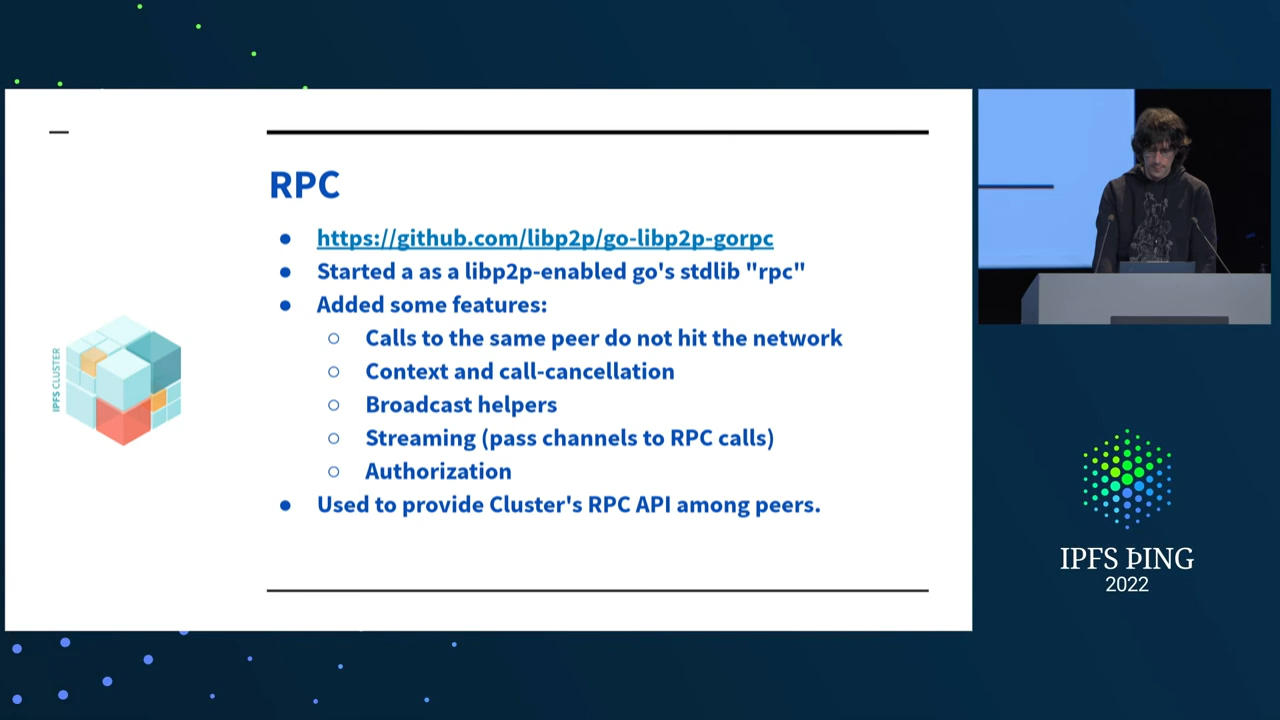 RPC
https://github.com/libp2p/go-libp2p-gorpc
Started a as a libp2p-enabled go's stdlib "rpc"
Added some features:
Calls to the same peer do not hit the network
Context and call-cancellation
Broadcast helpers
Streaming (pass channels to RPC calls)
Authorization
Used to provide Cluster's RPC API among peers.
IPFS CLUSTER
IPFS ÞING
2022